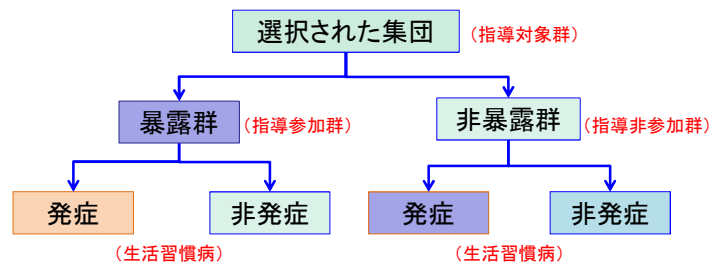 選択された集団
（指導対象群）
暴露群
（指導参加群）
非暴露群
（指導非参加群）
発症
非発症
発症
非発症
（生活習慣病）
（生活習慣病）